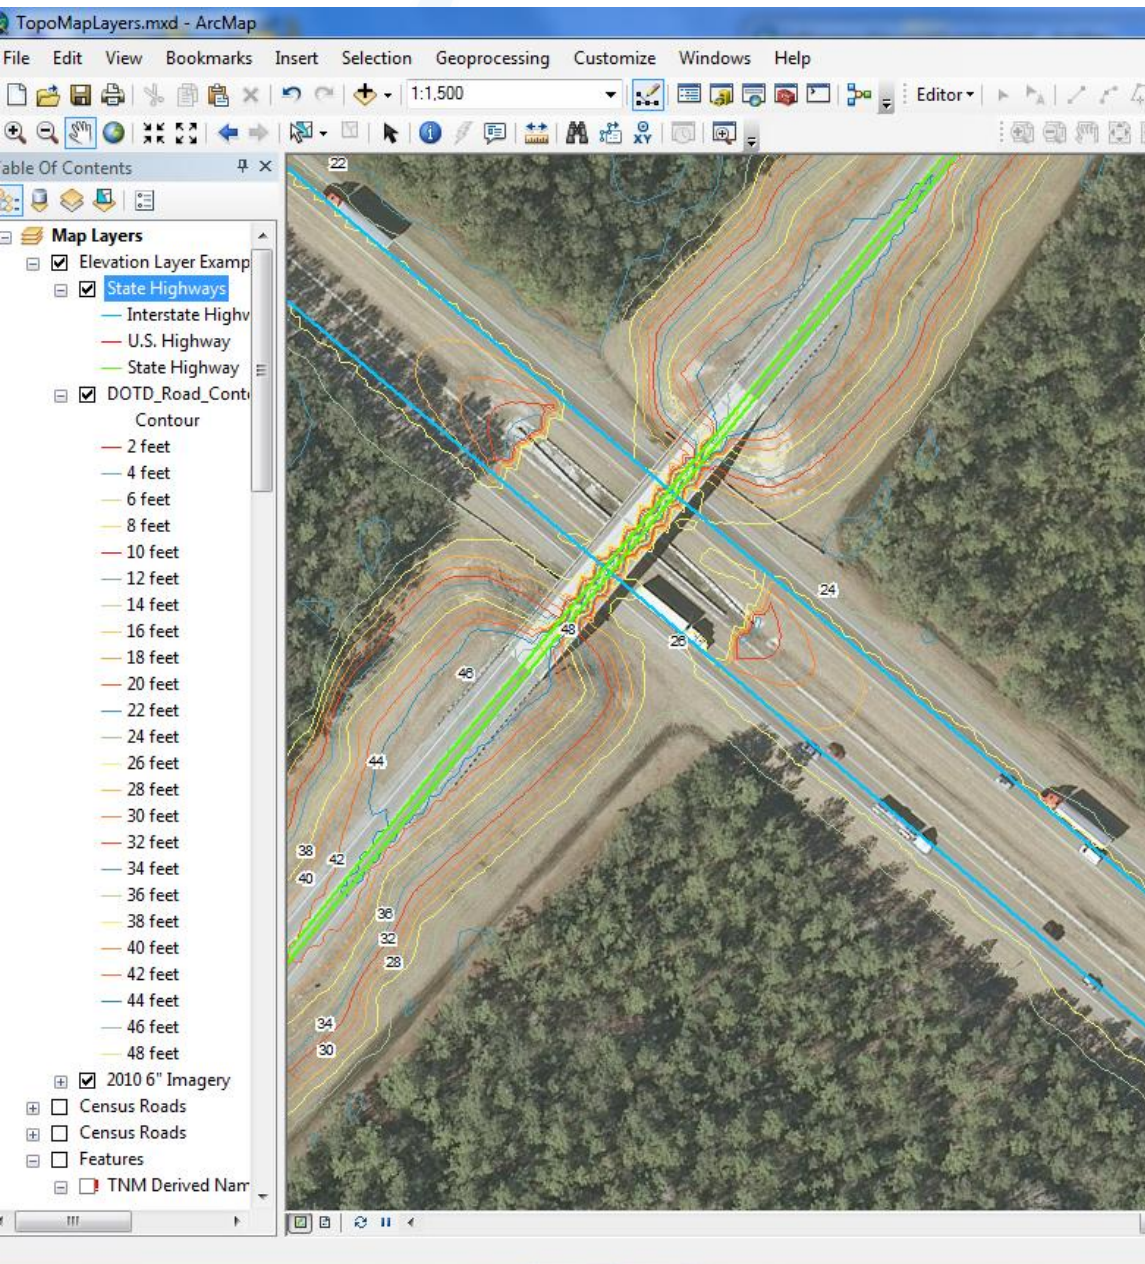 TopoMapLayers.mxd - ArcMap
File Edit View Bookmarks Insert Selection Geoprocessing Customize Windows Help
1:1,500
Editor
XY
Table Of Contents
Map Layers
Elevation Layer Examp
State Highways
Interstate Highw
U.S. Highway
State Highway
DOTD_Road_Conto
Contour
2 feet
4 feet
6 feet
8 feet
10 feet
12 feet
14 feet
16 feet
18 feet
20 feet
22 feet
24 feet
26 feet
28 feet
30 feet
32 feet
34 feet
36 feet
38 feet
40 feet
42 feet
44 feet
46 feet
48 feet
2010 6" Imagery
Census Roads
Census Roads
Features
TNM Derived Nam
22
24
48
26
46
44
38
42
40
36
32
28
34
30